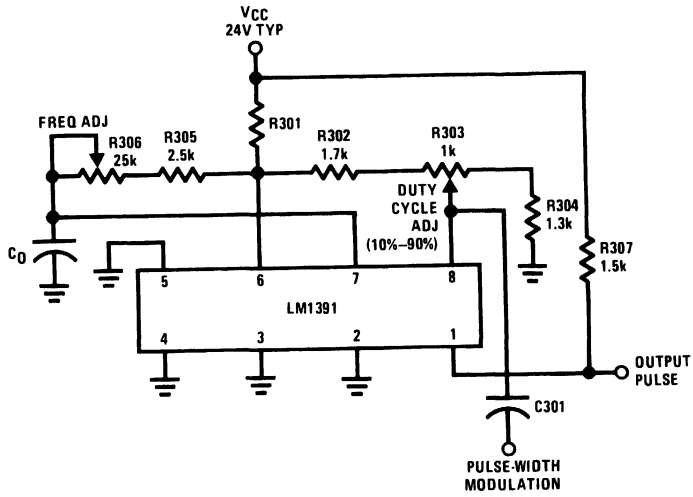 VCC
24V TYP
FREQ ADJ
R306
25k
R305
2.5k
R301
R302
1.7k
R303
1k
DUTY
CYCLE
ADJ
(10%–90%)
R304
1.3k
R307
1.5k
C0
5
6
7
8
LM1391
4
3
2
1
OUTPUT
PULSE
C301
PULSE-WIDTH
MODULATION